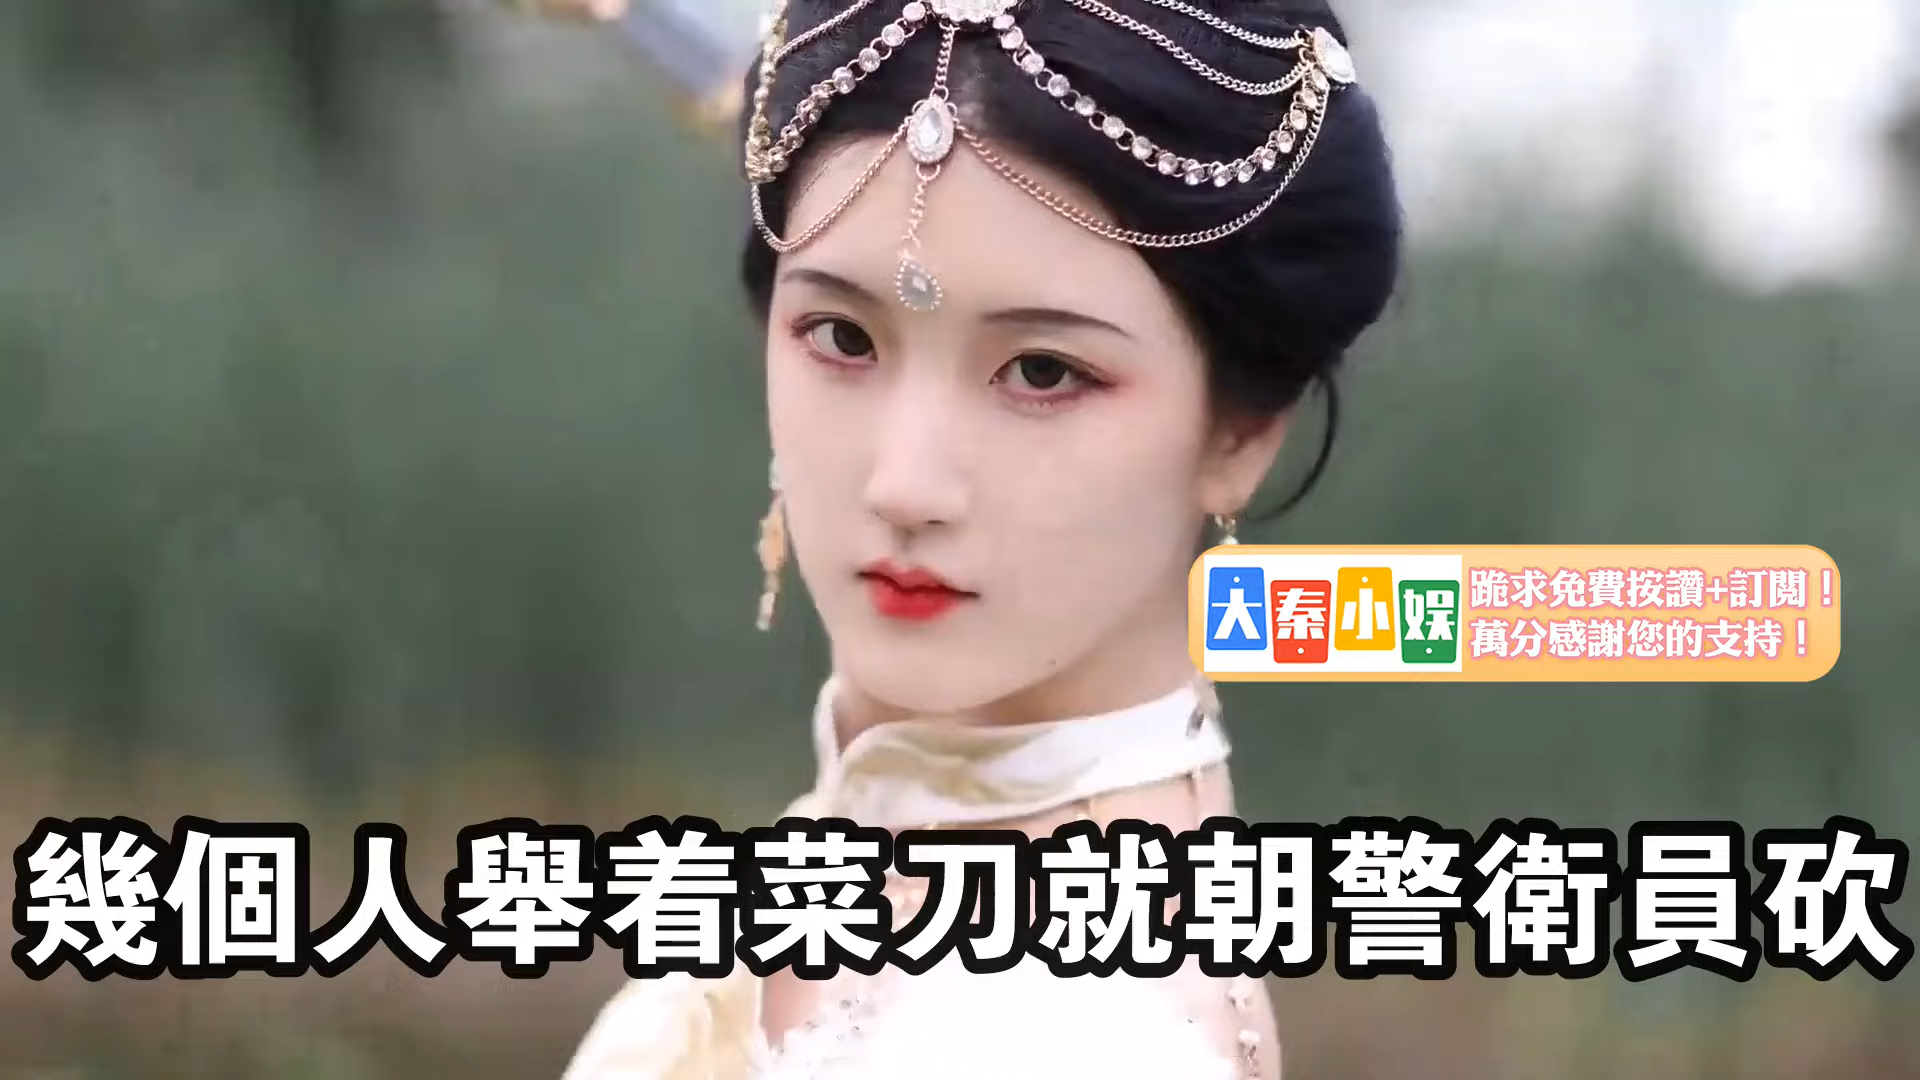 大秦小娱
跪求免費按讚+訂閱！
萬分感謝您的支持！
幾個人舉着菜刀就朝警衛員砍